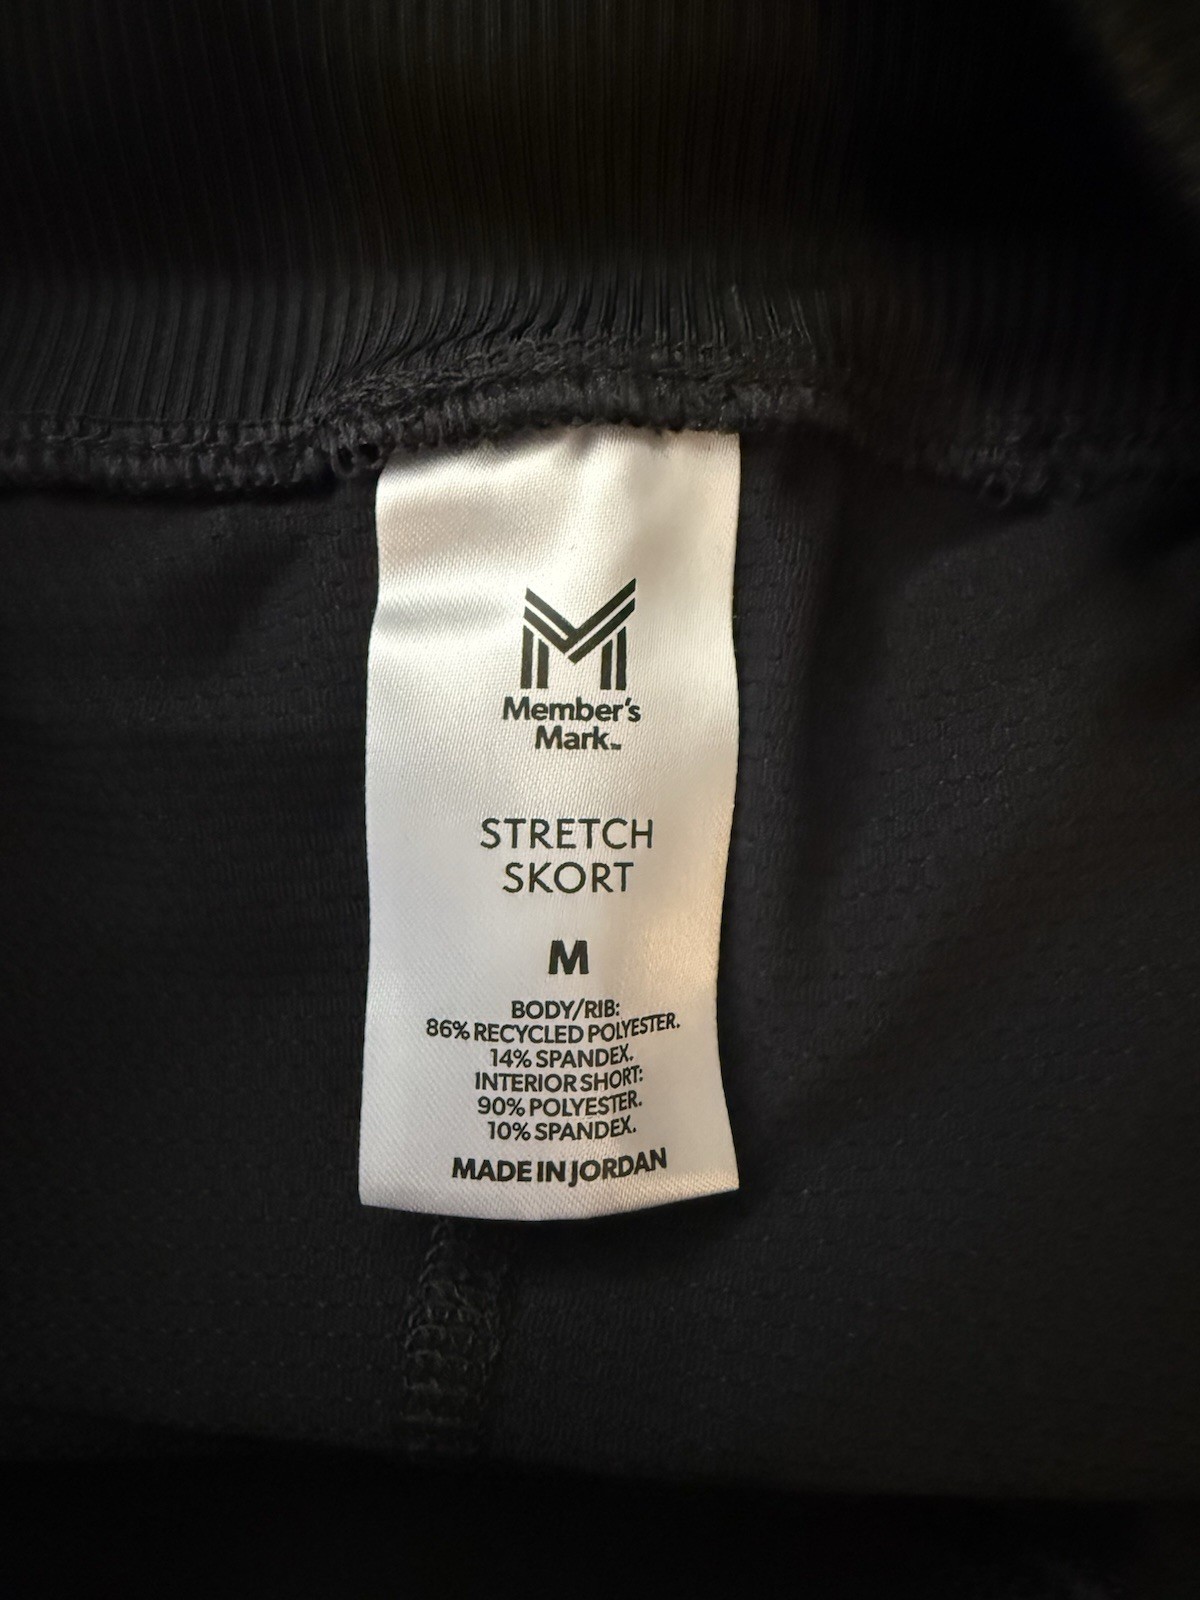 Member's
Mark™
STRETCH
SKORT
M
BODY/RIB:
86% RECYCLED POLYESTER.
14% SPANDEX.
INTERIOR SHORT:
90% POLYESTER.
10% SPANDEX.
MADE IN JORDAN